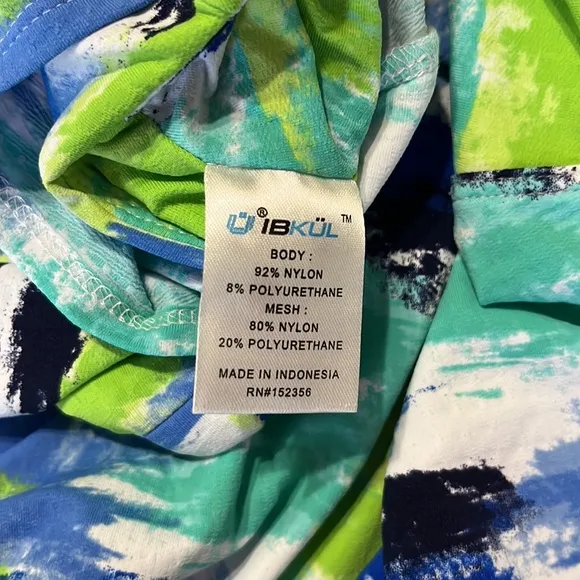 Ü® IBKÜL™
BODY :
92% NYLON
8% POLYURETHANE
MESH :
80% NYLON
20% POLYURETHANE
MADE IN INDONESIA
RN#152356